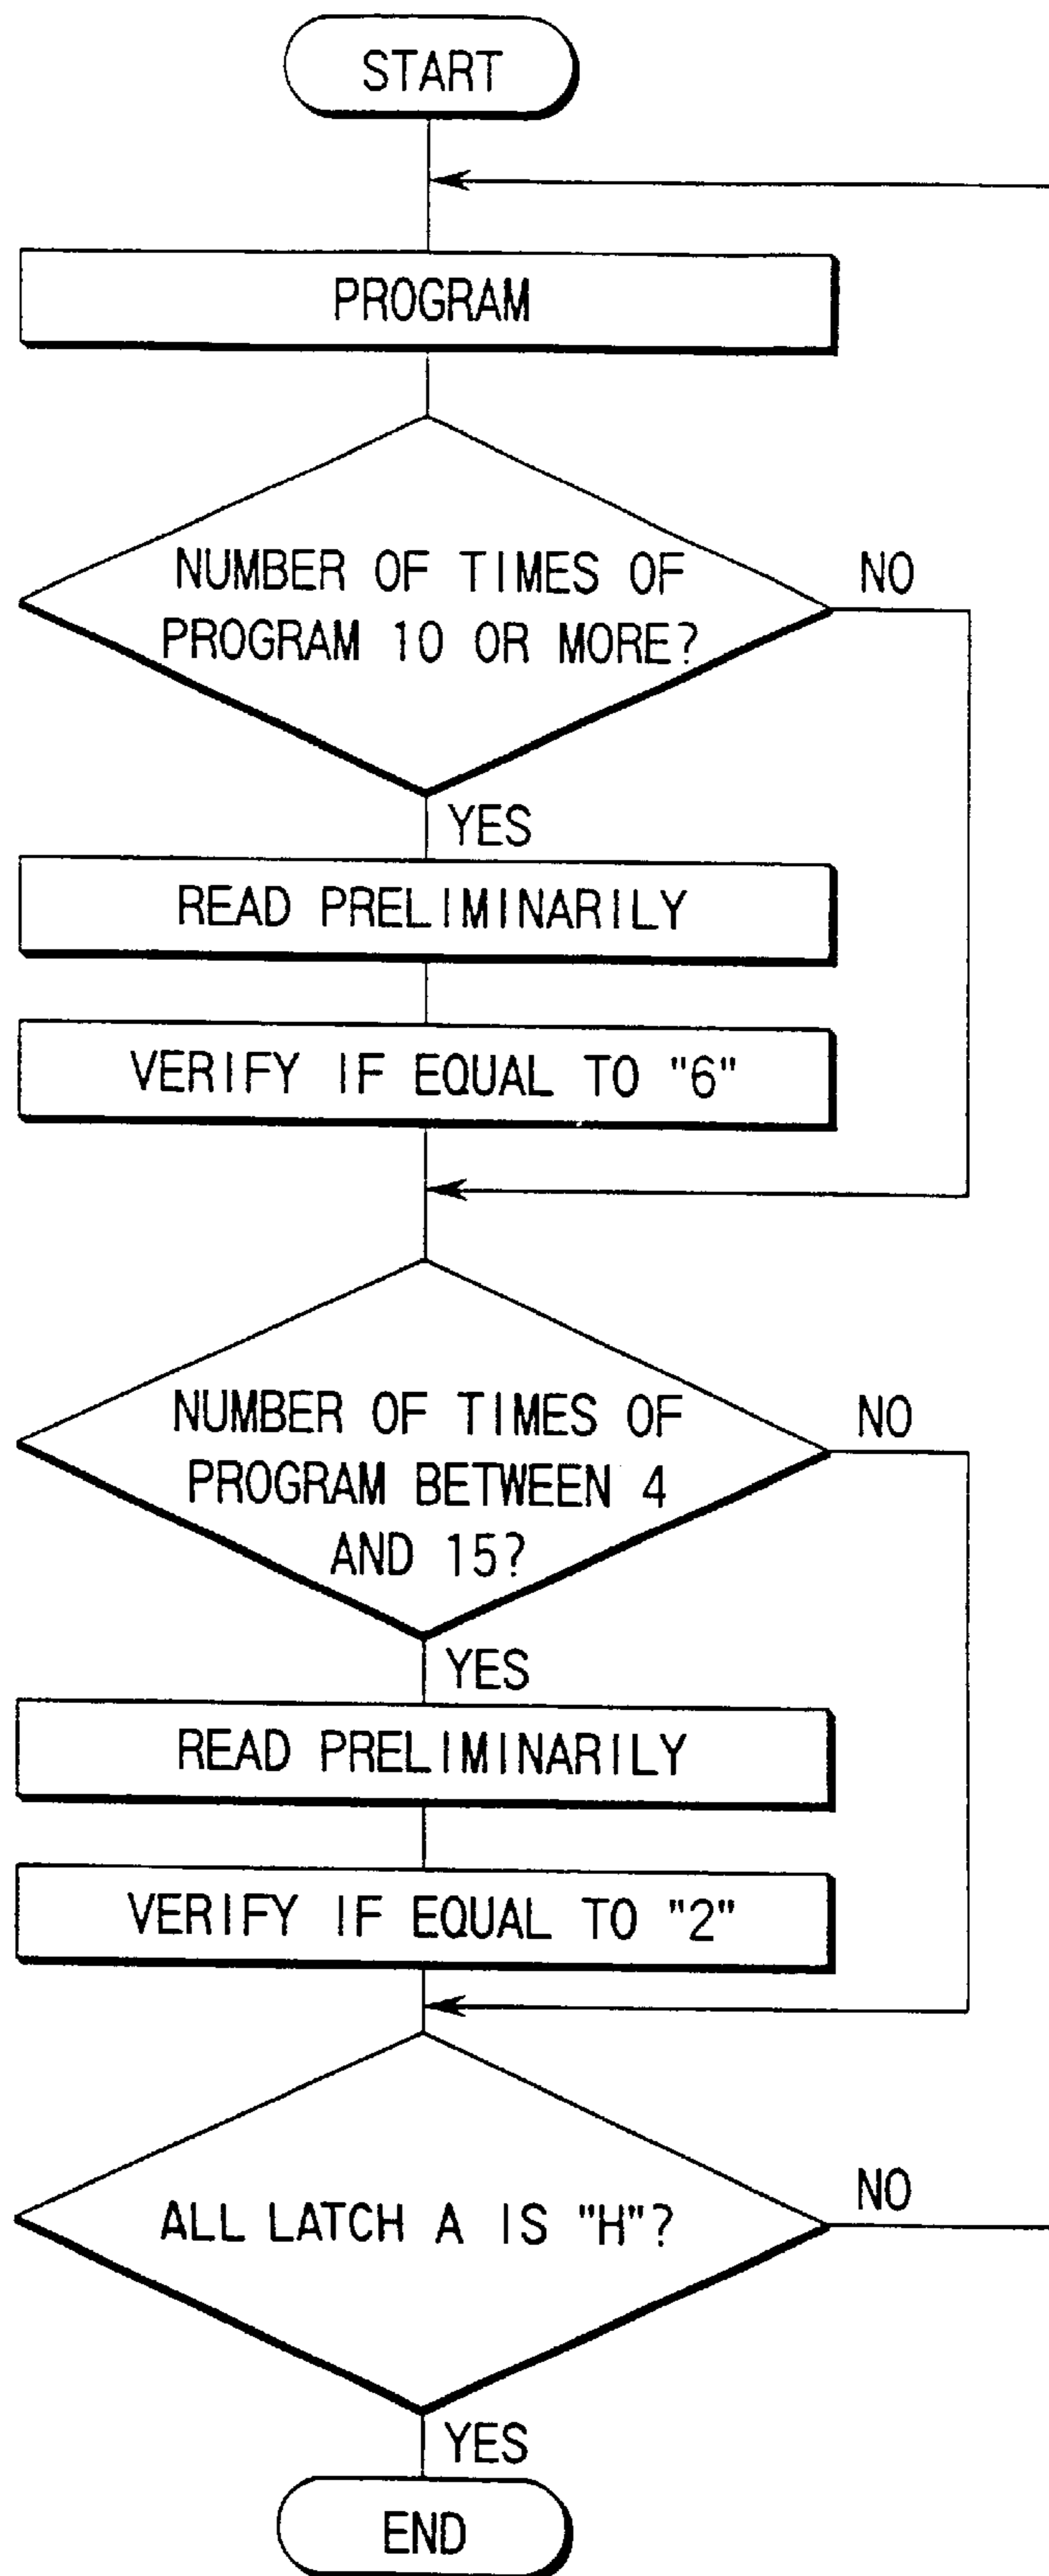 START
PROGRAM
NUMBER OF TIMES OF
PROGRAM 10 OR MORE?
NO
YES
READ PRELIMINARILY
VERIFY IF EQUAL TO "6"
NUMBER OF TIMES OF
PROGRAM BETWEEN 4
AND 15?
NO
YES
READ PRELIMINARILY
VERIFY IF EQUAL TO "2"
ALL LATCH A IS "H"?
NO
YES
END